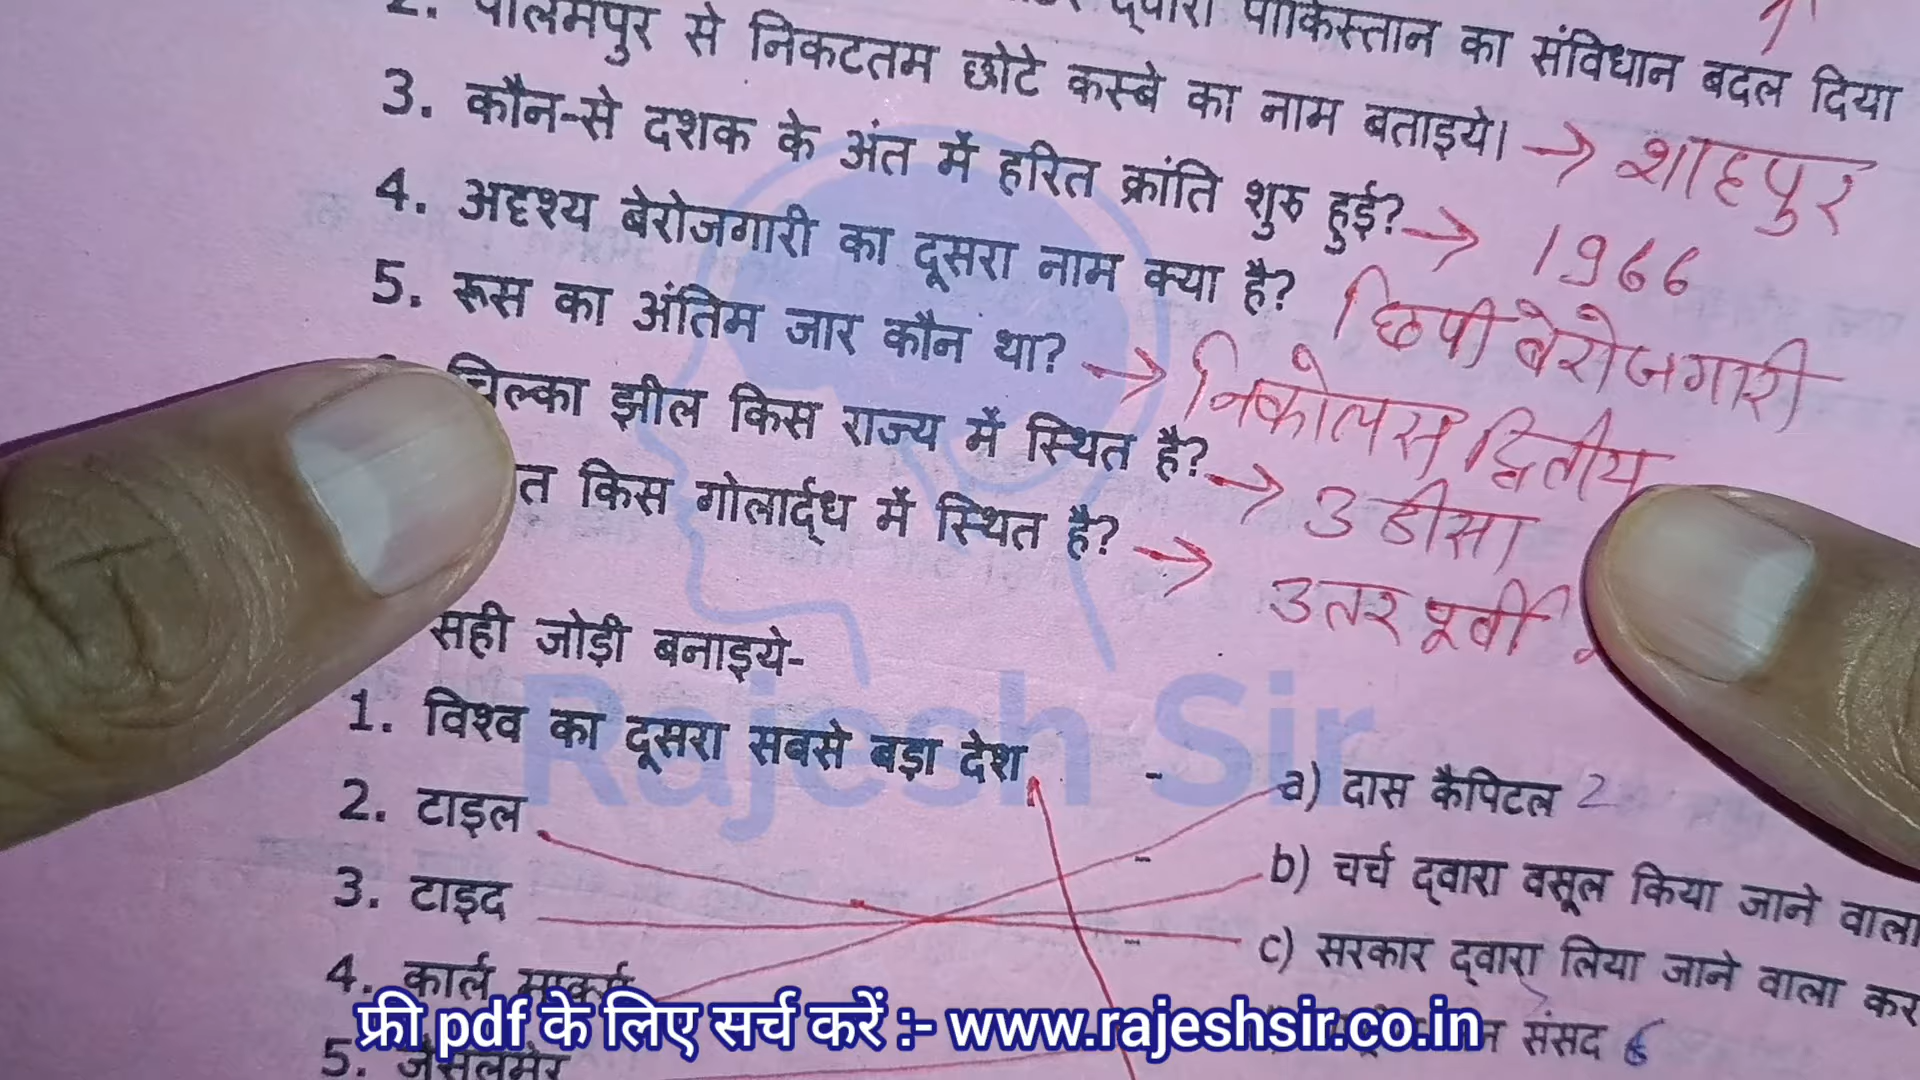 द्वारा पाकिस्तान का संविधान बदल दिया
2. पालमपुर से निकटतम छोटे कस्बे का नाम बताइये। → शाहपुर
3. कौन-से दशक के अंत में हरित क्रांति शुरु हुई? → 1966
4. अदृश्य बेरोजगारी का दूसरा नाम क्या है? छिपी बेरोजगारी
5. रूस का अंतिम जार कौन था? → निकोलस द्वितीय
चिल्का झील किस राज्य में स्थित है? → उडीसा
त किस गोलार्द्ध में स्थित है? → उत्तर पूर्वी
सही जोड़ी बनाइये-
1. विश्व का दूसरा सबसे बड़ा देश - a) दास कैपिटल 2
2. टाइल - b) चर्च द्वारा वसूल किया जाने वाला
3. टाइद - c) सरकार द्वारा लिया जाने वाला कर
4. कार्ल मार्क्स संसद 6
5. जैसलमेर
Rajesh Sir
फ्री pdf के लिए सर्च करें :- www.rajeshsir.co.in